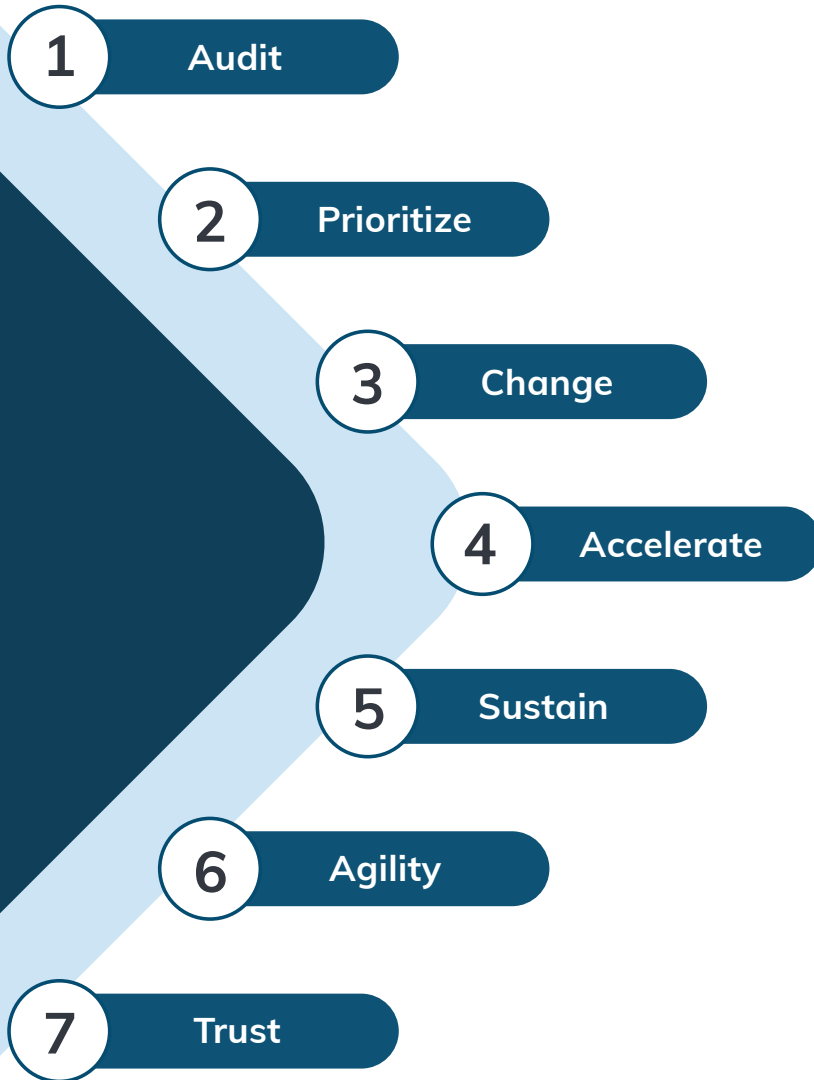 1 Audit
2 Prioritize
3 Change
4 Accelerate
5 Sustain
6 Agility
7 Trust